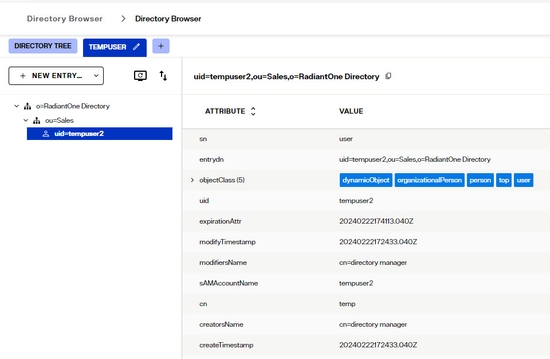 Directory Browser > Directory Browser
DIRECTORY TREE TEMPUSER +
+ NEW ENTRY...
o=RadiantOne Directory
ou=Sales
uid=tempuser2
uid=tempuser2,ou=Sales,o=RadiantOne Directory
ATTRIBUTE VALUE
sn user
entrydn uid=tempuser2,ou=Sales,o=RadiantOne Directory
objectClass (5) dynamicObject organizationalPerson person top user
uid tempuser2
expirationAttr 20240222174113.040Z
modifyTimestamp 20240222172433.040Z
modifiersName cn=directory manager
sAMAccountName tempuser2
cn temp
creatorsName cn=directory manager
createTimestamp 20240222172433.040Z